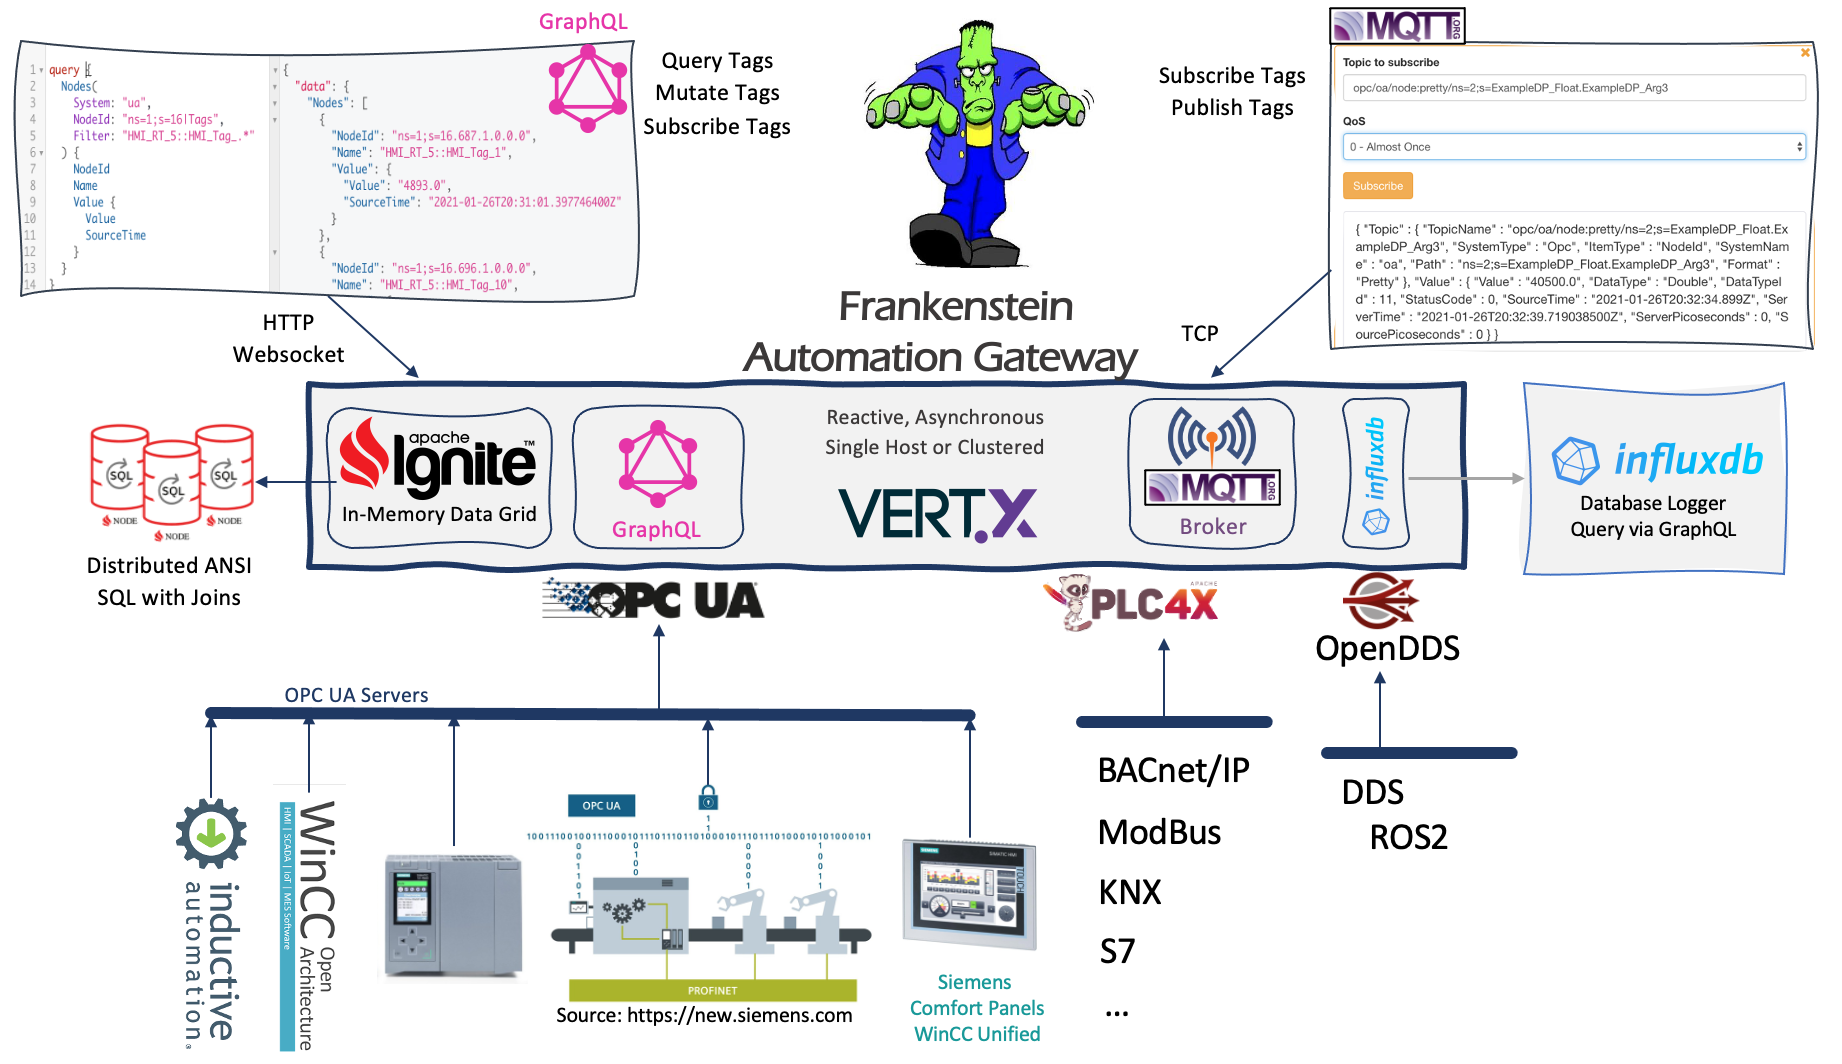 GraphQL
1 query {
2 Nodes(
3 System: "ua",
4 NodeId: "ns=1;s=16|Tags",
5 Filter: "HMI_RT_5::HMI_Tag_.*"
6 ) {
7 NodeId
8 Name
9 Value {
10 Value
11 SourceTime
12 }
13 }
14 }
{
"data": {
"Nodes": [
{
"NodeId": "ns=1;s=16.687.1.0.0.0",
"Name": "HMI_RT_5::HMI_Tag_1",
"Value": {
"Value": "4893.0",
"SourceTime": "2021-01-26T20:31:01.397746400Z"
}
},
{
"NodeId": "ns=1;s=16.696.1.0.0.0",
"Name": "HMI_RT_5::HMI_Tag_10",
Query Tags
Mutate Tags
Subscribe Tags
Subscribe Tags
Publish Tags
MQTT.ORG
Topic to subscribe
opc/oa/node:pretty/ns=2;s=ExampleDP_Float.ExampleDP_Arg3
QoS
0 - Almost Once
Subscribe
{ "Topic" : { "TopicName" : "opc/oa/node:pretty/ns=2;s=ExampleDP_Float.Ex
ampleDP_Arg3", "SystemType" : "Opc", "ItemType" : "NodeId", "SystemNam
e" : "oa", "Path" : "ns=2;s=ExampleDP_Float.ExampleDP_Arg3", "Format" :
"Pretty" }, "Value" : { "Value" : "40500.0", "DataType" : "Double", "DataTypeI
d" : 11, "StatusCode" : 0, "SourceTime" : "2021-01-26T20:32:34.899Z", "Ser
verTime" : "2021-01-26T20:32:39.719038500Z", "ServerPicoseconds" : 0, "S
ourcePicoseconds" : 0 } }
HTTP
Websocket
Frankenstein
Automation Gateway
TCP
apache
Ignite™
In-Memory Data Grid
GraphQL
Reactive, Asynchronous
Single Host or Clustered
VERT.X
MQTT.ORG
Broker
influxdb
influxdb
Database Logger
Query via GraphQL
SQL
SQL
SQL
NODE
NODE
NODE
Distributed ANSI
SQL with Joins
OPC UA
APACHE
PLC4X
OpenDDS
OPC UA Servers
inductive
automation®
WinCC
Open
Architecture
HMI | SCADA | IoT | MES Software
OPC UA
PROFINET
Source: https://new.siemens.com
SIEMENS
SIMATIC HMI
TOUCH
Siemens
Comfort Panels
WinCC Unified
BACnet/IP
ModBus
KNX
S7
...
DDS
ROS2